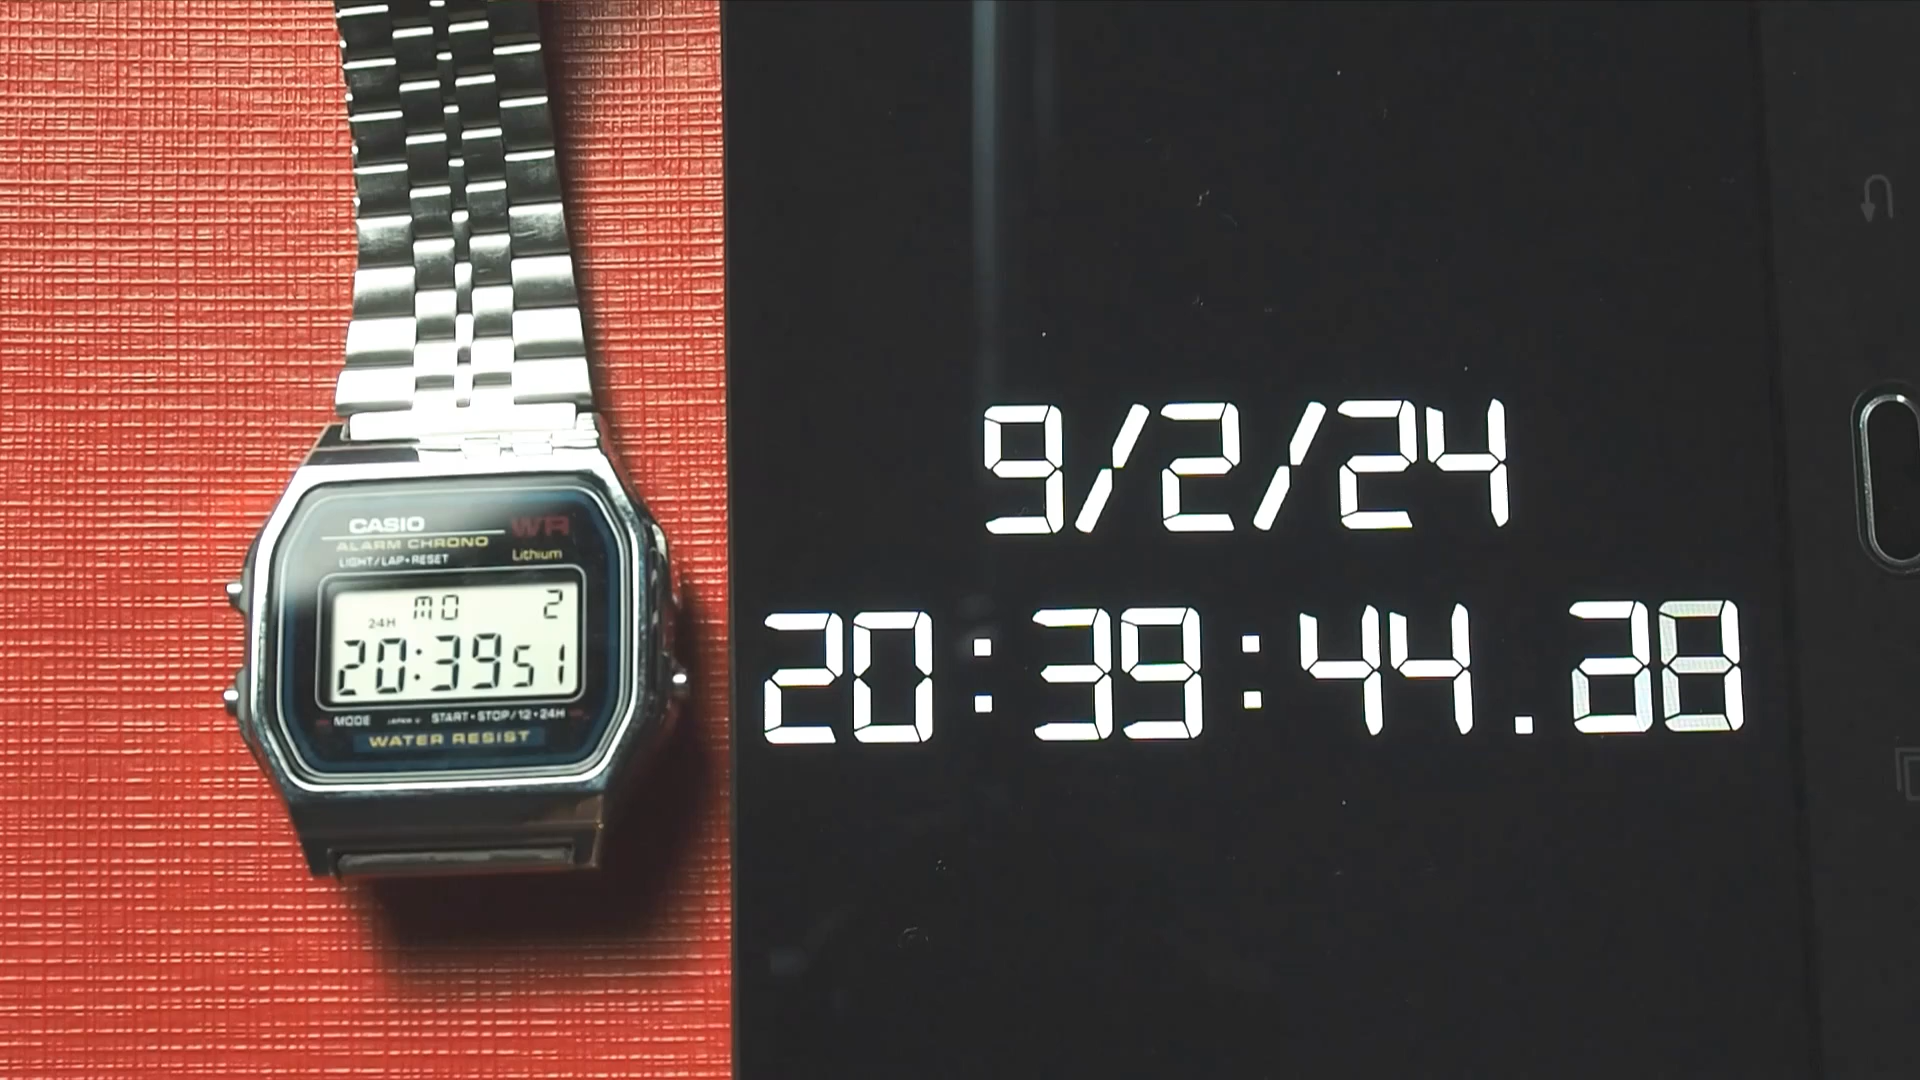 CASIO WR
ALARM CHRONO
LIGHT/LAP•RESET Lithium
MO 2
24H
20:39 51
MODE JAPAN U START•STOP/12•24H
WATER RESIST
9/2/24
20:39:44.